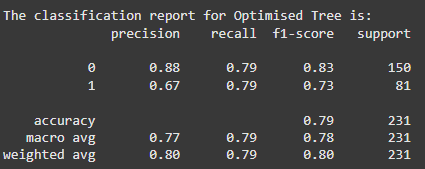 The classification report for Optimised Tree is:
precision recall f1-score support
0 0.88 0.79 0.83 150
1 0.67 0.79 0.73 81
accuracy 0.79 231
macro avg 0.77 0.79 0.78 231
weighted avg 0.80 0.79 0.80 231